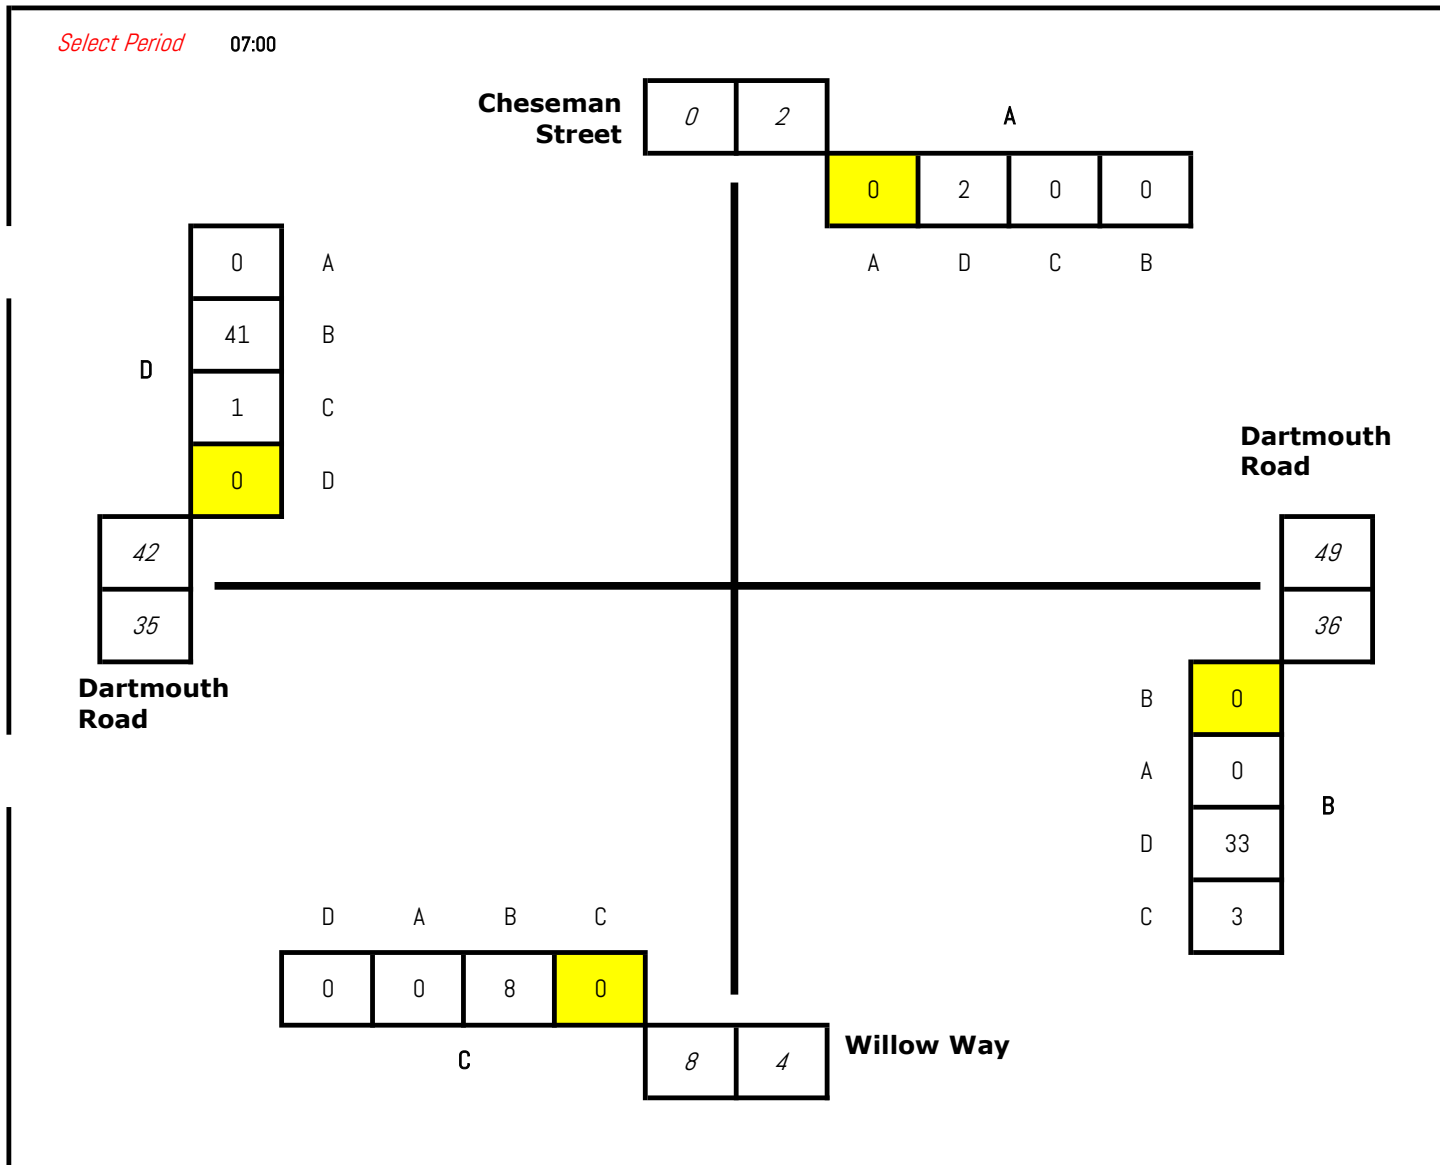 Select Period 07:00
Cheseman
Street
0 2 A
0 2 0 0
A D C B
0 A
41 B
D
1 C
0 D
Dartmouth
Road
42
35
Dartmouth
Road
49
36
B 0
A 0
B
D 33
C 3
D A B C
0 0 8 0
C
8 4
Willow Way